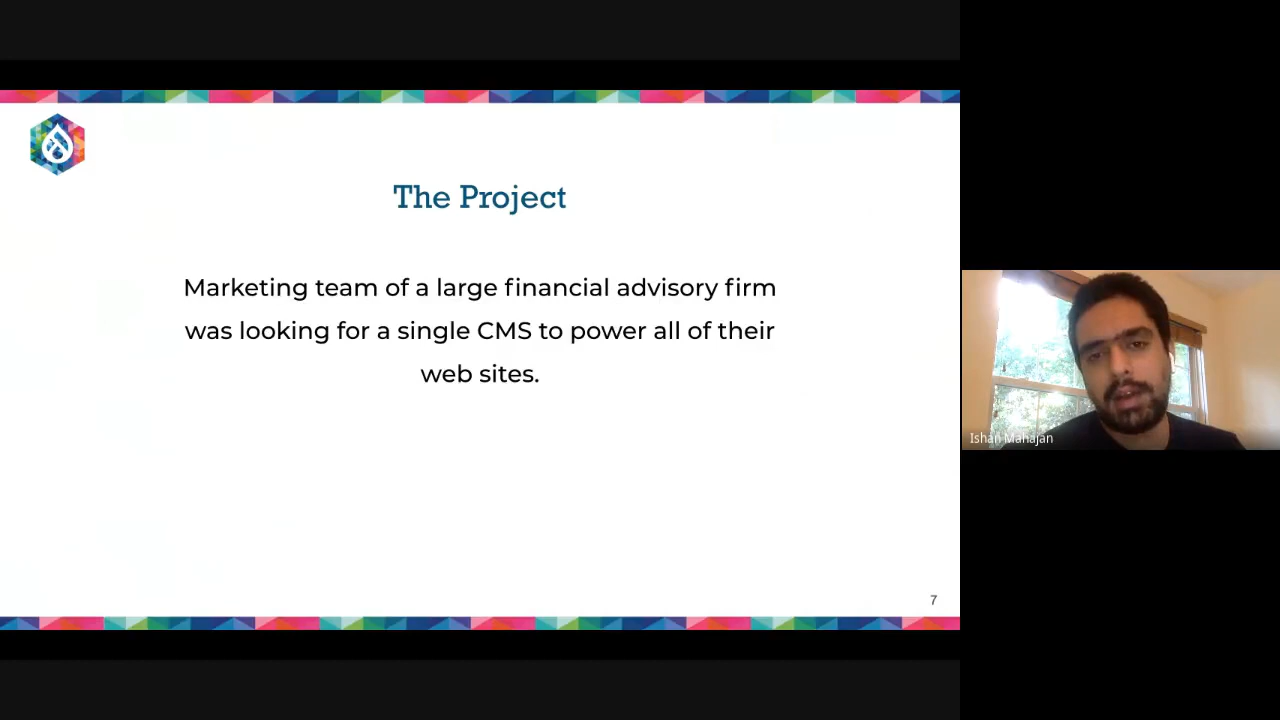 The Project
Marketing team of a large financial advisory firm
was looking for a single CMS to power all of their
web sites.
7
Ishan Mahajan